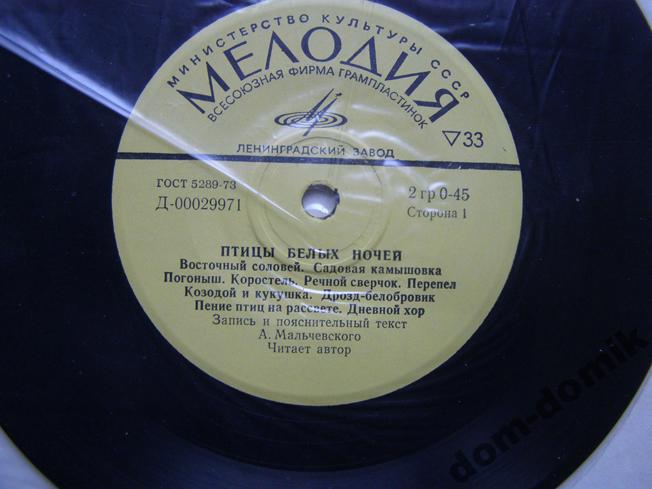 МИНИСТЕРСТВО КУЛЬТУРЫ СССР
МЕЛОДИЯ
ВСЕСОЮЗНАЯ ФИРМА ГРАМПЛАСТИНОК
ЛЕНИНГРАДСКИЙ ЗАВОД
▽33
ГОСТ 5289-73
Д-00029971
2 гр 0-45
Сторона 1
ПТИЦЫ БЕЛЫХ НОЧЕЙ
Восточный соловей. Садовая камышовка
Погоныш. Коростель. Речной сверчок. Перепел
Козодой и кукушка. Дрозд-белобровик
Пение птиц на рассвете. Дневной хор
Запись и пояснительный текст
А. Мальчевского
Читает автор
dom-domik